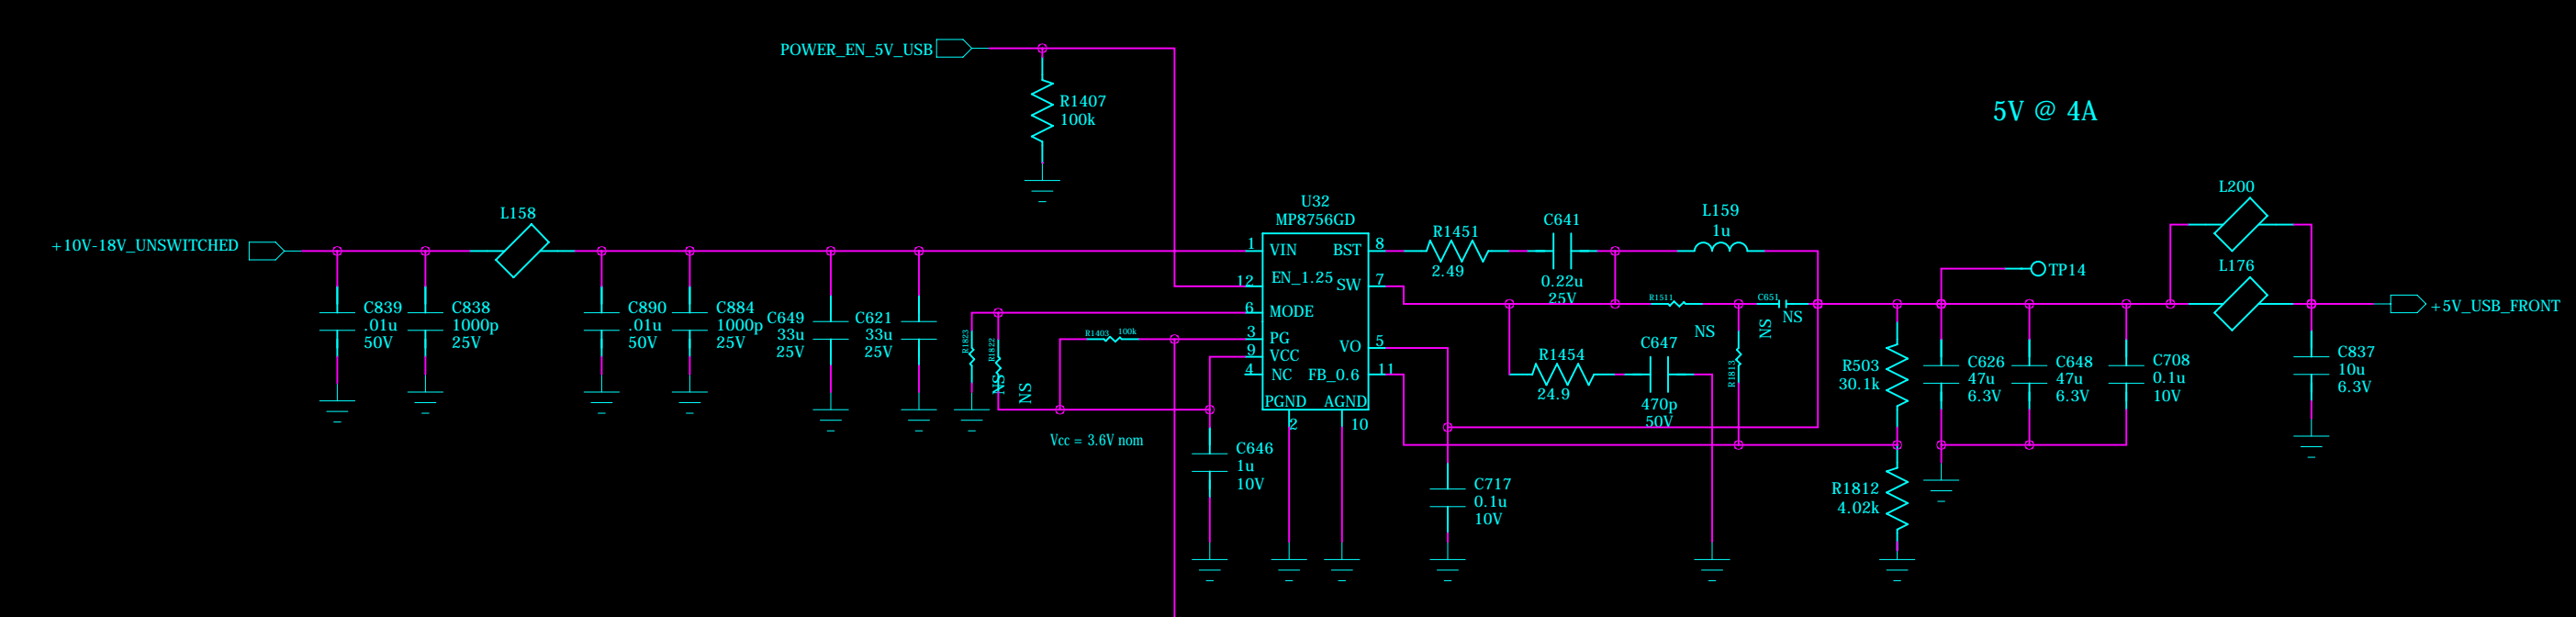 POWER_EN_5V_USB
R1407
100k
5V @ 4A
+10V-18V_UNSWITCHED
L158
C839
.01u
50V
C838
1000p
25V
C890
.01u
50V
C884
1000p
25V
C649
33u
25V
C621
33u
25V
R1823
R1822
NS
NS
R1403 100k
Vcc = 3.6V nom
C646
1u
10V
U32
MP8756GD
1 VIN BST 8
12 EN_1.25 SW 7
6 MODE
3 PG
VO 5
9 VCC
4 NC FB_0.6 11
PGND AGND
2 10
R1451
2.49
C641
0.22u
25V
L159
1u
R1511
NS
C651
NS
NS
R1813
R1454
24.9
C647
470p
50V
C717
0.1u
10V
R503
30.1k
R1812
4.02k
TP14
C626
47u
6.3V
C648
47u
6.3V
C708
0.1u
10V
L200
L176
+5V_USB_FRONT
C837
10u
6.3V